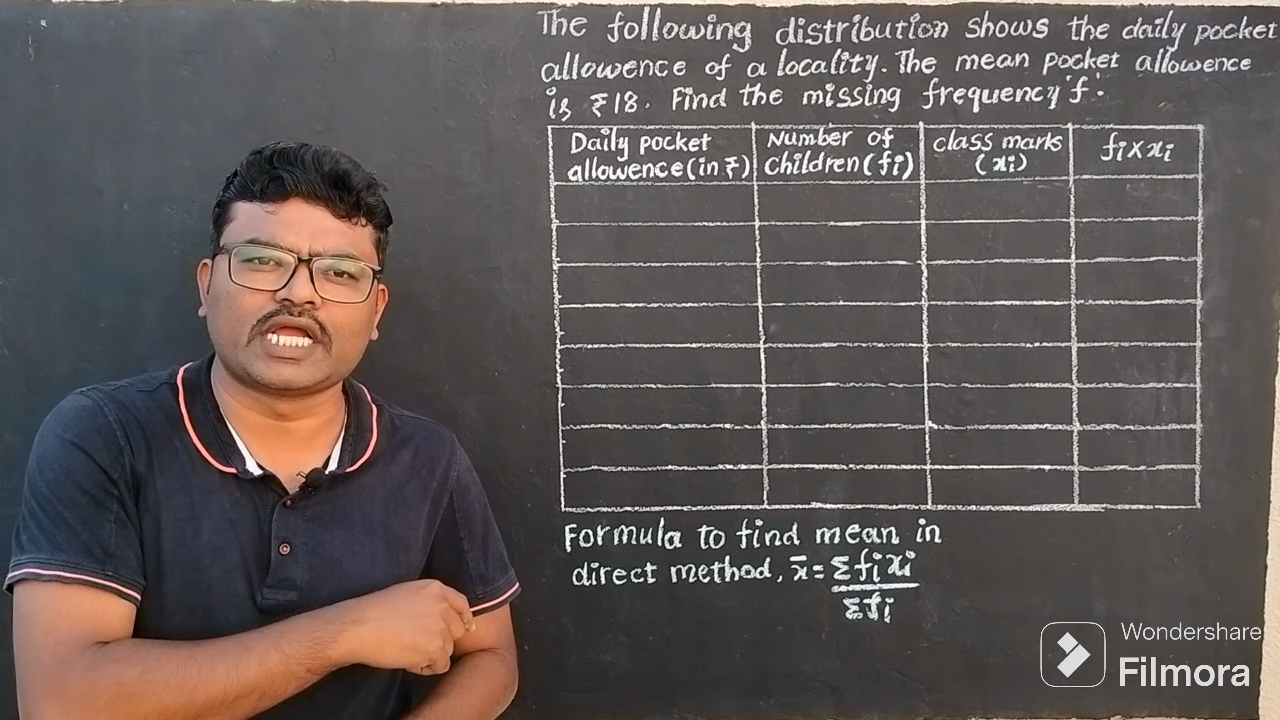 The following distribution shows the daily pocket
allowence of a locality. The mean pocket allowence
is ₹18. Find the missing frequency 'f'.
Daily pocket
allowence (in ₹)
Number of
children (fi)
class marks
(xi)
fi × xi
Formula to find mean in
direct method, x̄ = Σfixi
Σfi
Wondershare
Filmora